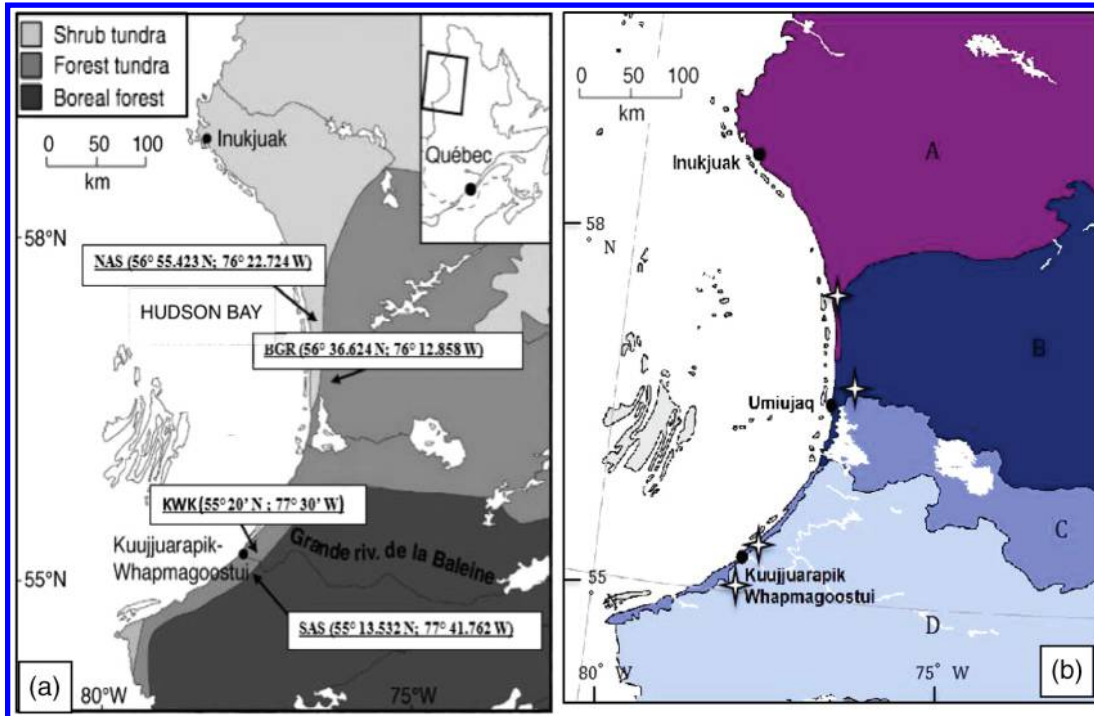 Shrub tundra
Forest tundra
Boreal forest
0 50 100
km
Inukjuak
Québec
58°N
NAS (56° 55.423 N; 76° 22.724 W)
HUDSON BAY
BGR (56° 36.624 N; 76° 12.858 W)
KWK (55° 20' N ; 77° 30' W)
Kuujjuarapik-
Whapmagoostui
Grande riv. de la Baleine
55°N
SAS (55° 13.532 N; 77° 41.762 W)
(a)
80°W
75°W
0 50 100
km
Inukjuak
A
58
° N
B
Umiujaq
C
55
Kuujjuarapik
Whapmagoostui
D
80° W
75°
W
(b)